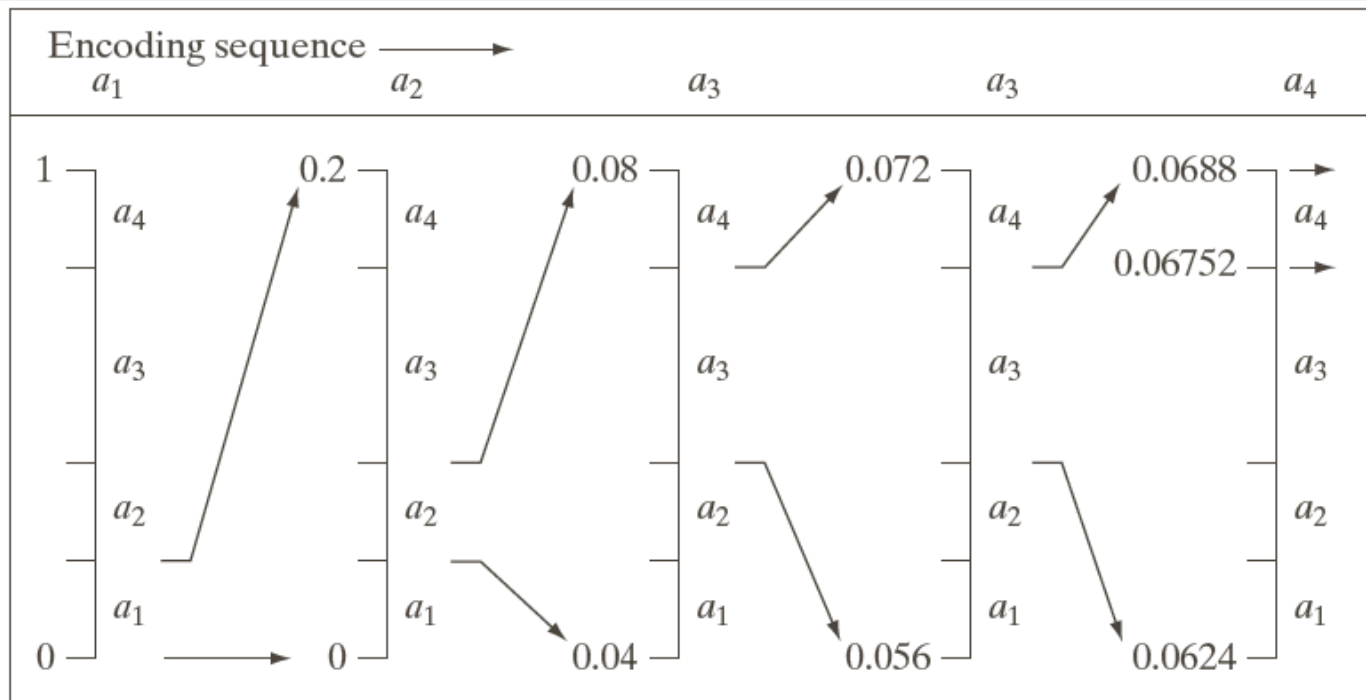 Encoding sequence
a1 a2 a3 a3 a4
1 0.2 0.08 0.072 0.0688
a4 a4 a4 a4 a4
0.06752
a3 a3 a3 a3 a3
a2 a2 a2 a2 a2
a1 a1 a1 a1 a1
0 0 0.04 0.056 0.0624